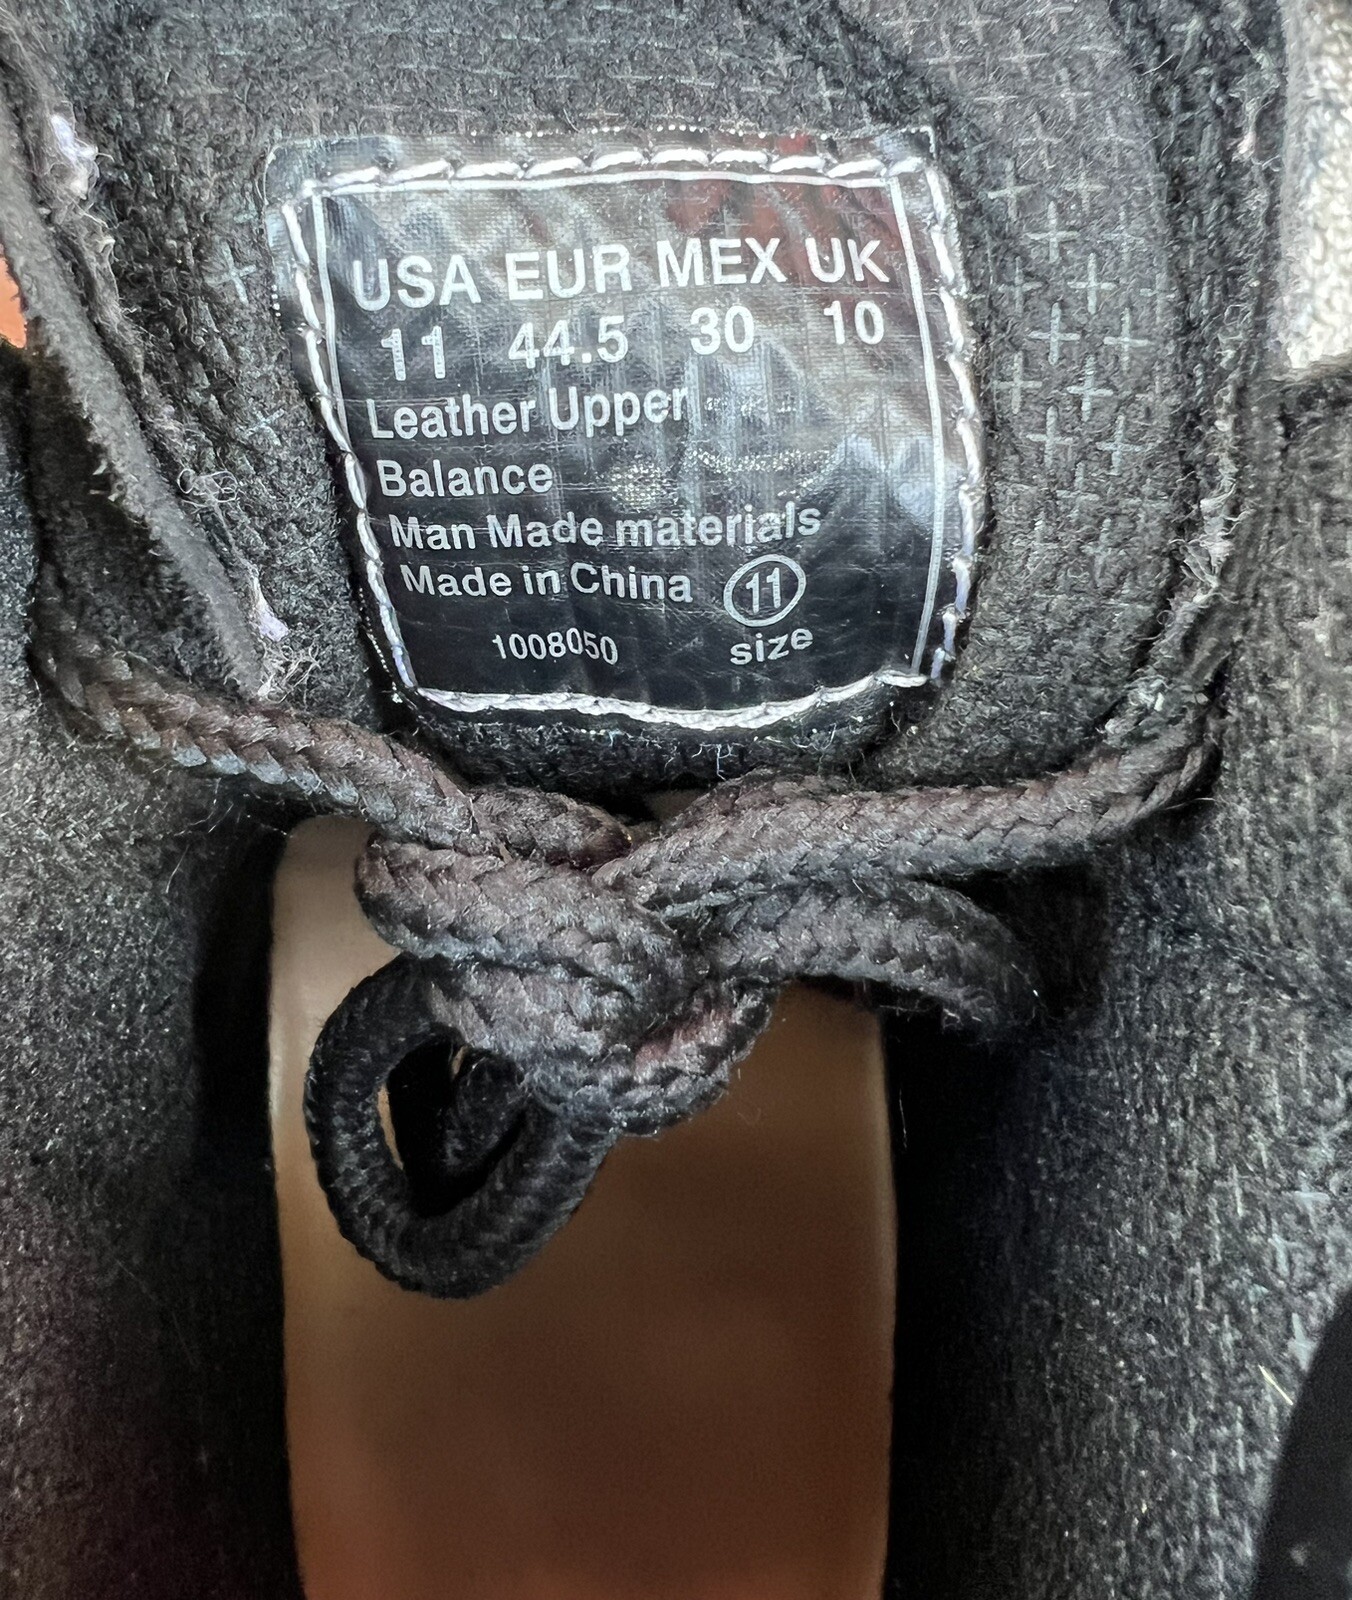 USA EUR MEX UK
11 44.5 30 10
Leather Upper
Balance
Man Made materials
Made in China 11
1008050 size